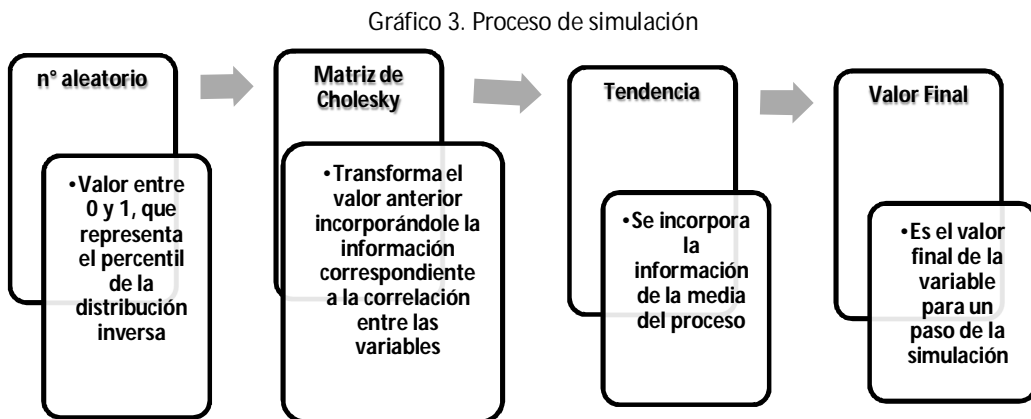 Gráfico 3. Proceso de simulación
n° aleatorio
•Valor entre
0 y 1, que
representa
el percentil
de la
distribución
inversa
Matriz de
Cholesky
•Transforma el
valor anterior
incorporándole la
información
correspondiente
a la correlación
entre las
variables
Tendencia
•Se incorpora
la
información
de la media
del proceso
Valor Final
•Es el valor
final de la
variable
para un
paso de la
simulación